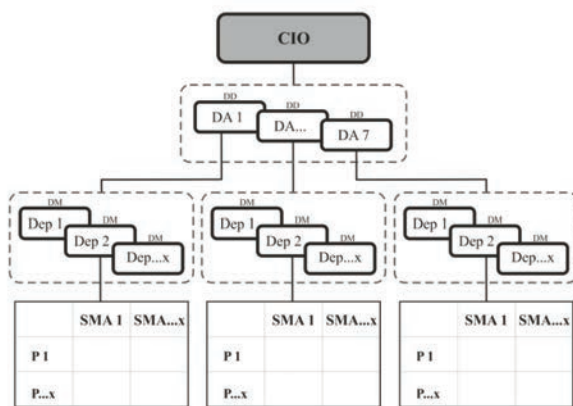 CIO
DD DD DD
DA 1 DA... DA 7
DM DM DM
Dep 1 Dep 2 Dep...x
DM DM DM
Dep 1 Dep 2 Dep...x
DM DM DM
Dep 1 Dep 2 Dep...x
SMA 1 SMA...x
P 1
P...x
SMA 1 SMA...x
P 1
P...x
SMA 1 SMA...x
P 1
P...x